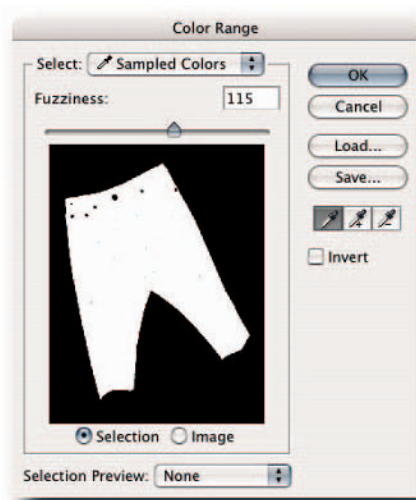 Color Range
Select: Sampled Colors
Fuzziness: 115
OK
Cancel
Load...
Save...
Invert
Selection Image
Selection Preview: None